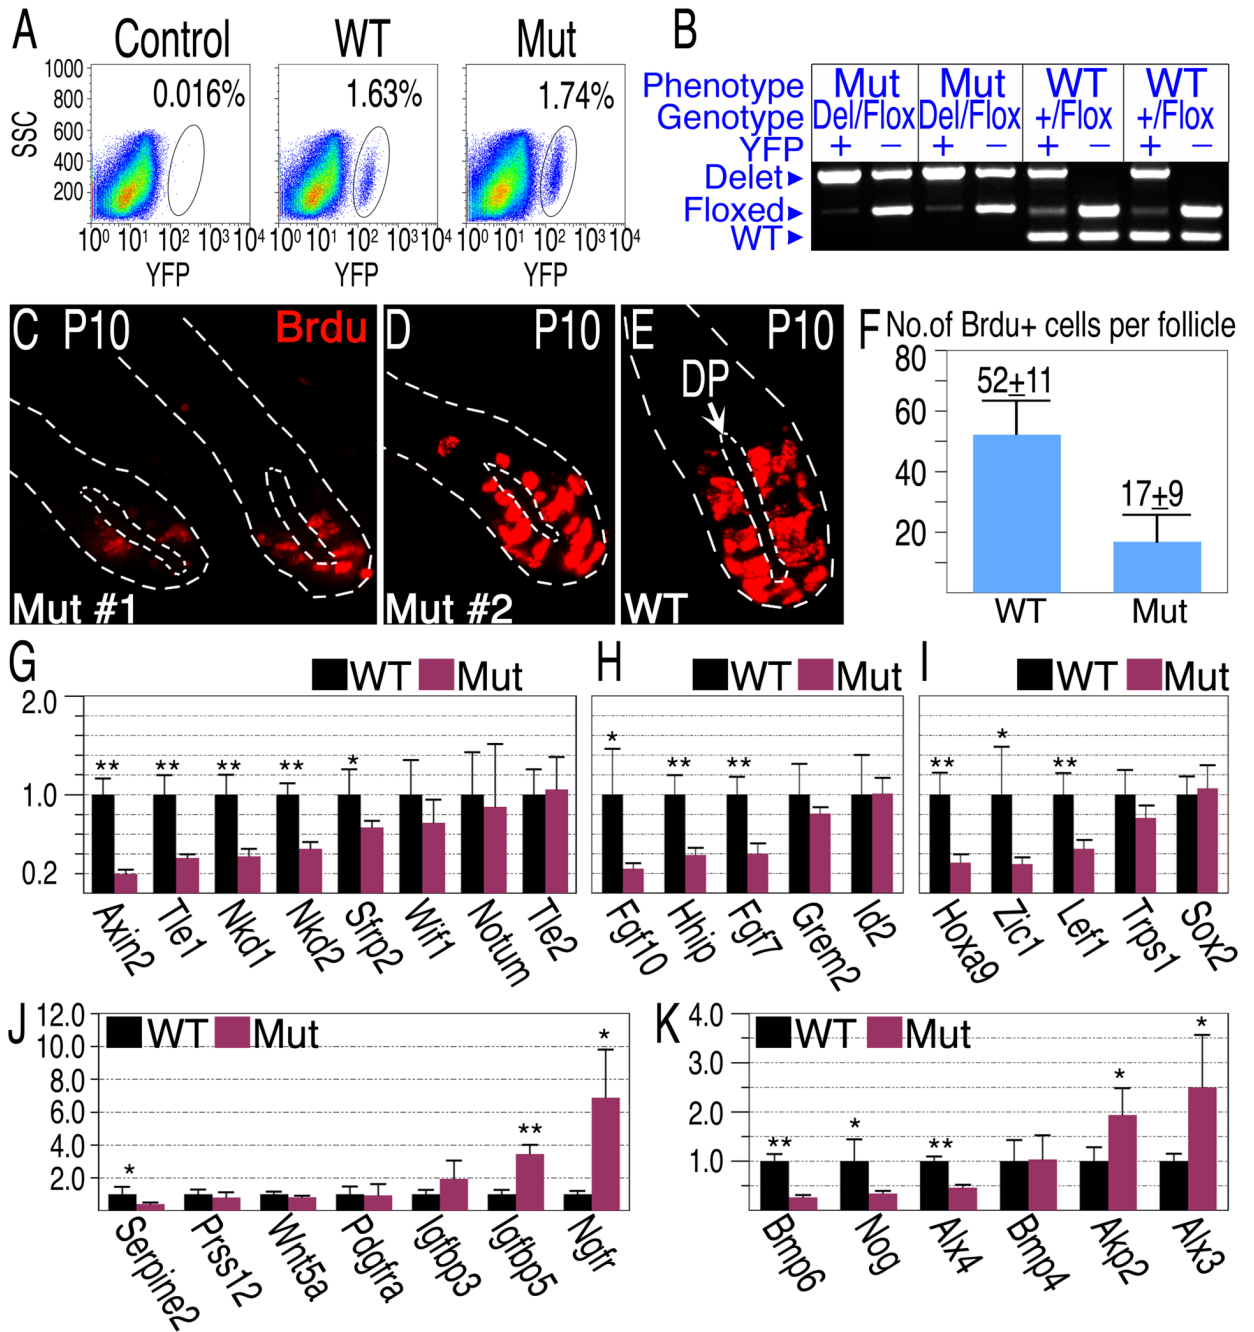 A
Control
WT
Mut
SSC
1000
800
600
400
200
0.016%
1.63%
1.74%
10⁰ 10¹ 10² 10³ 10⁴
10⁰ 10¹ 10² 10³ 10⁴
10⁰ 10¹ 10² 10³ 10⁴
YFP
YFP
YFP
B
Phenotype Mut Mut WT WT
Genotype Del/Flox Del/Flox +/Flox +/Flox
YFP + − + − + − + −
Delet
Floxed
WT
C P10 Brdu
Mut #1
D P10
Mut #2
E P10
DP
WT
F No.of Brdu+ cells per follicle
80
60
40
20
52±11
17±9
WT Mut
G
WT Mut
2.0
1.0
0.2
** ** ** ** *
Axin2 Tle1 Nkd1 Nkd2 Sfrp2 Wif1 Notum Tle2
H
WT Mut
* ** **
Fgf10 Hhip Fgf7 Grem2 Id2
I
WT Mut
** * **
Hoxa9 Zic1 Lef1 Trps1 Sox2
J
WT Mut
12.0
10.0
8.0
6.0
4.0
2.0
* ** *
Serpine2 Prss12 Wnt5a Pdgfra Igfbp3 Igfbp5 Ngfr
K
WT Mut
4.0
3.0
2.0
1.0
** * ** * *
Bmp6 Nog Alx4 Bmp4 Akp2 Alx3